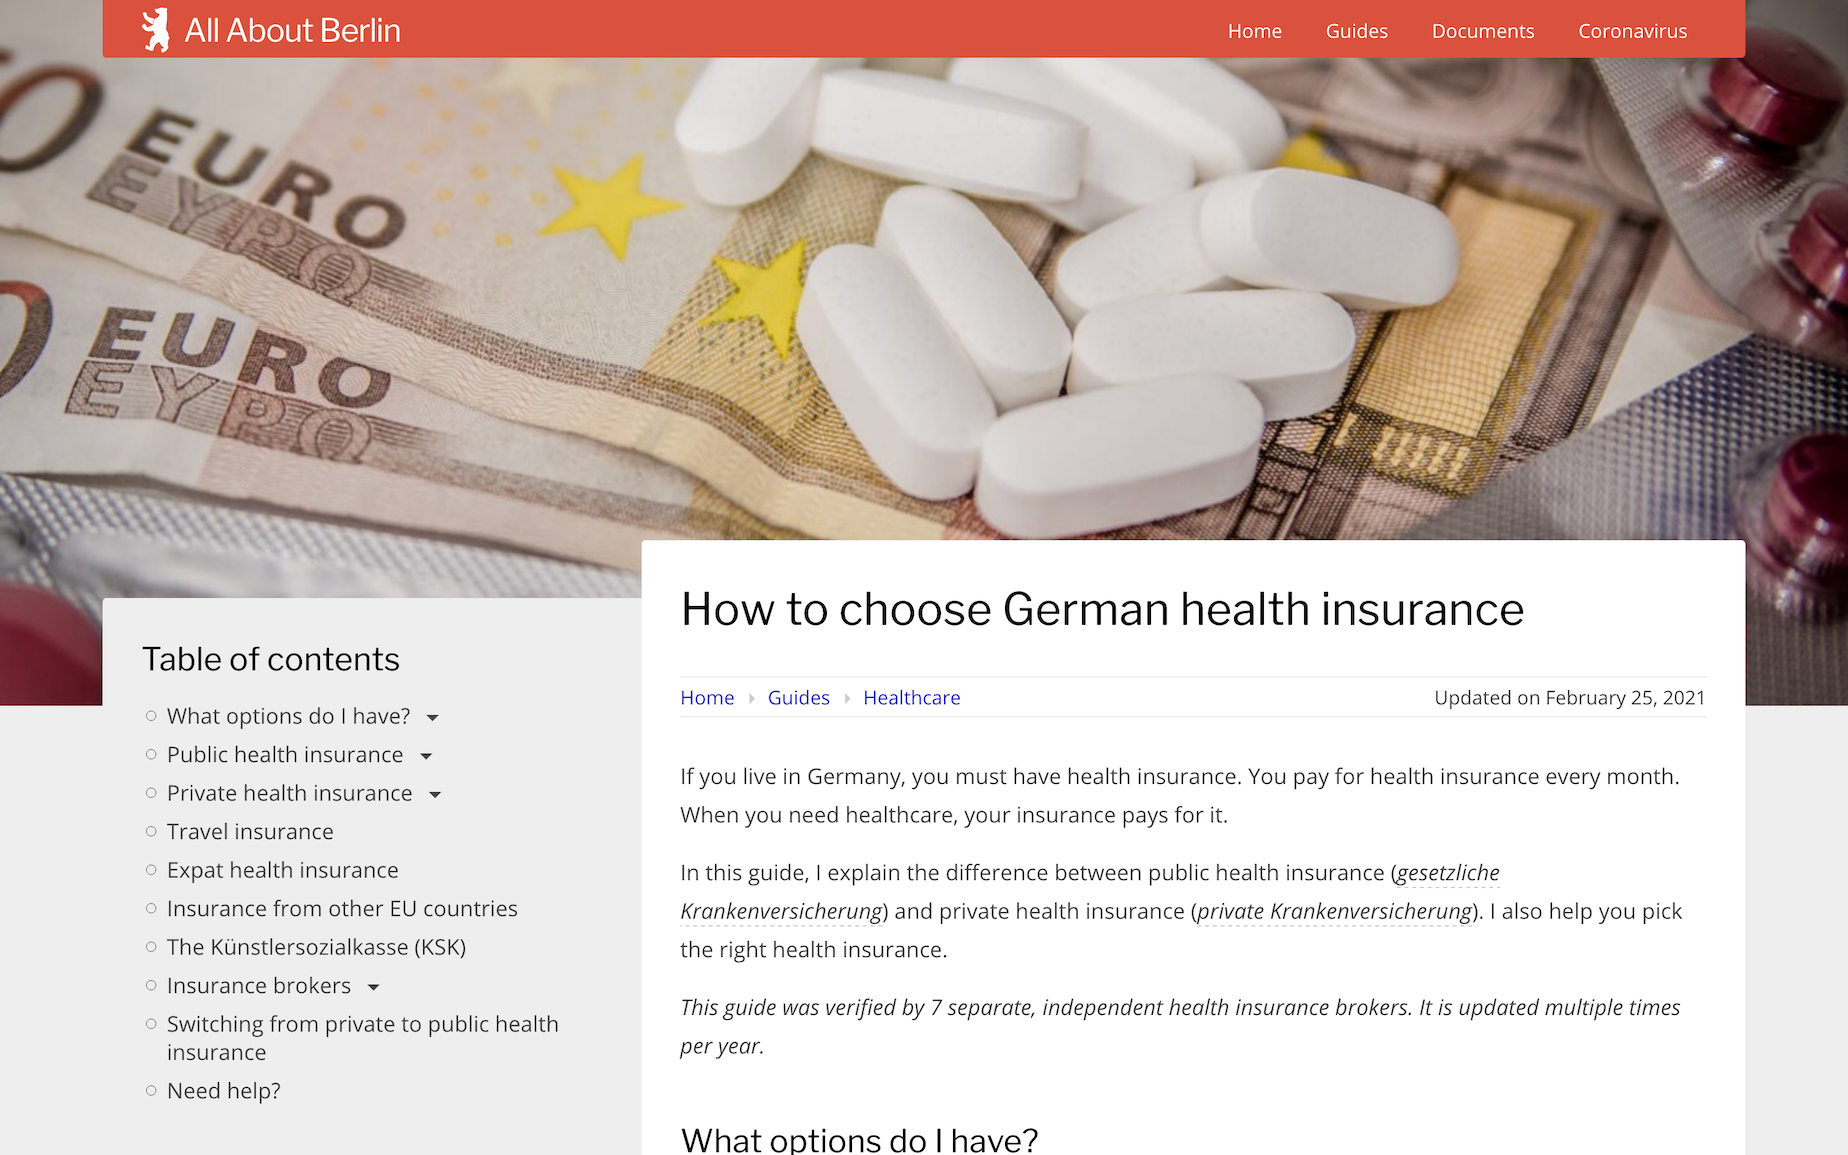 All About Berlin
Home Guides Documents Coronavirus
EURO
ΕΥΡΩ
EURO
ΕΥΡΩ
How to choose German health insurance
Home Guides Healthcare
Updated on February 25, 2021
Table of contents
What options do I have?
Public health insurance
Private health insurance
Travel insurance
Expat health insurance
Insurance from other EU countries
The Künstlersozialkasse (KSK)
Insurance brokers
Switching from private to public health
insurance
Need help?
If you live in Germany, you must have health insurance. You pay for health insurance every month.
When you need healthcare, your insurance pays for it.
In this guide, I explain the difference between public health insurance (gesetzliche
Krankenversicherung) and private health insurance (private Krankenversicherung). I also help you pick
the right health insurance.
This guide was verified by 7 separate, independent health insurance brokers. It is updated multiple times
per year.
What options do I have?